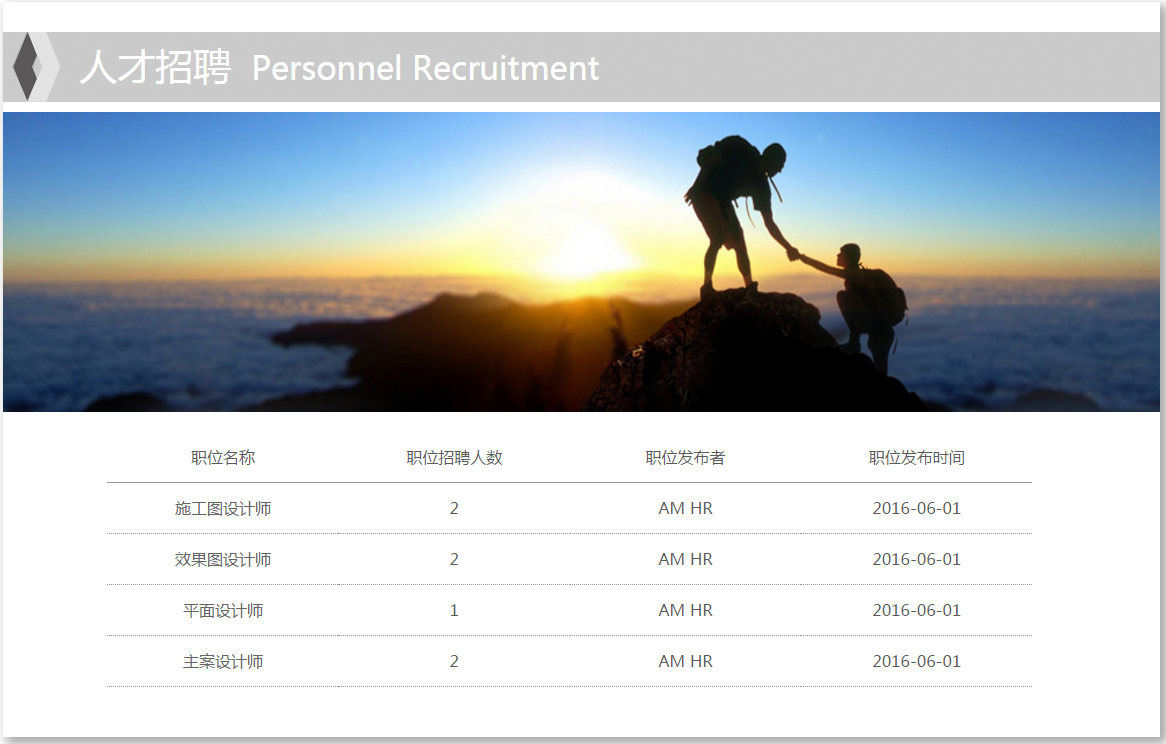 人才招聘 Personnel Recruitment
职位名称 职位招聘人数 职位发布者 职位发布时间
施工图设计师 2 AM HR 2016-06-01
效果图设计师 2 AM HR 2016-06-01
平面设计师 1 AM HR 2016-06-01
主案设计师 2 AM HR 2016-06-01